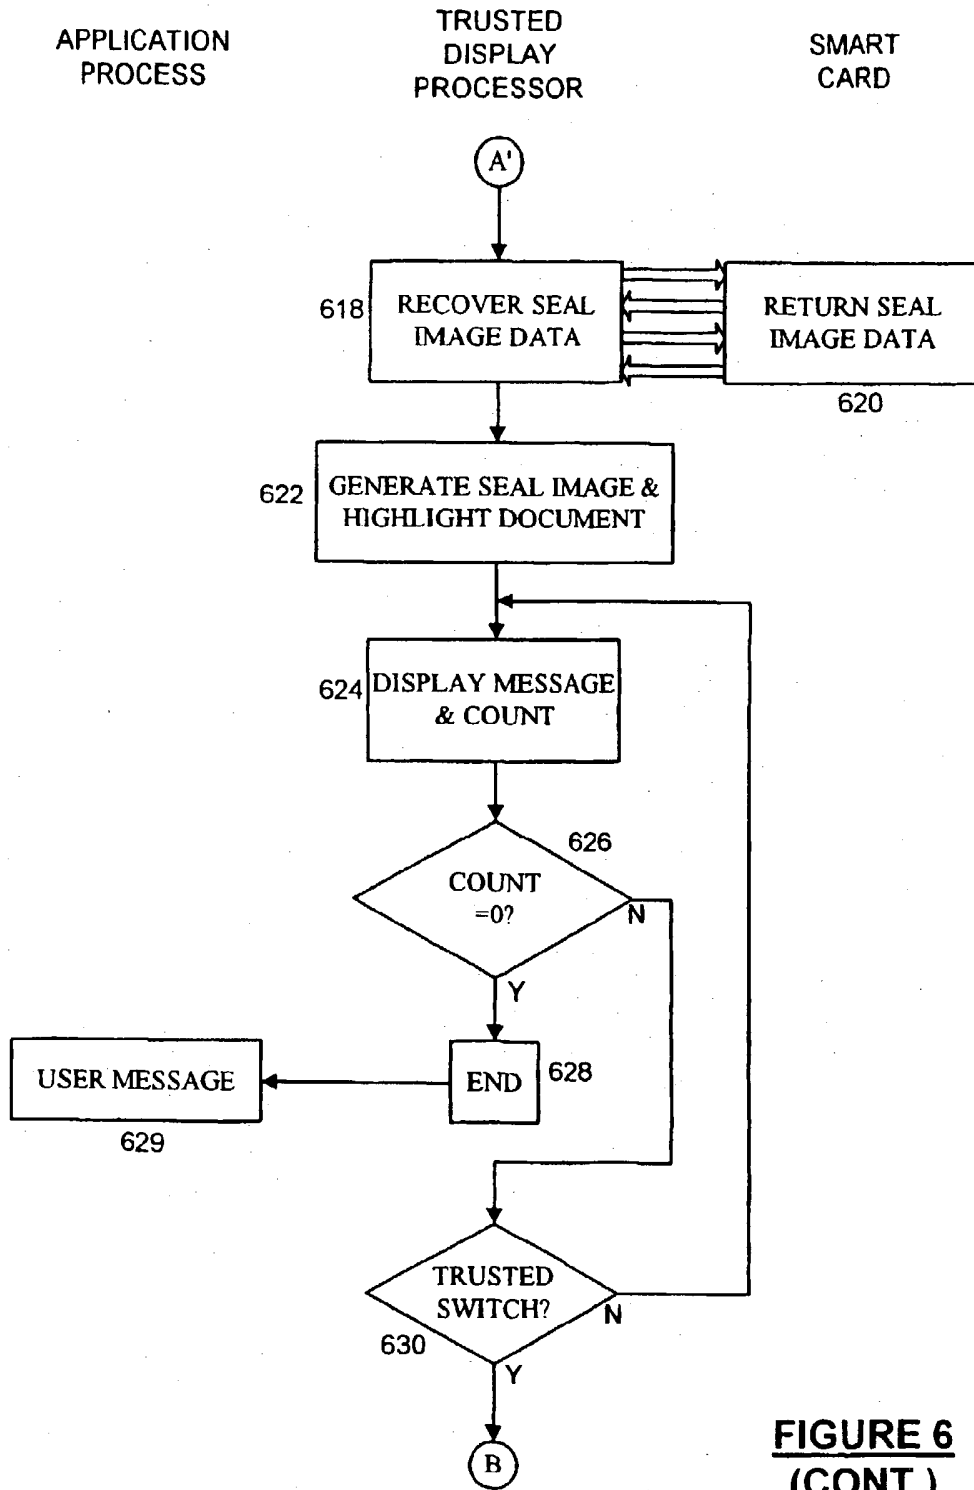 APPLICATION
PROCESS
TRUSTED
DISPLAY
PROCESSOR
SMART
CARD
A'
618
RECOVER SEAL
IMAGE DATA
RETURN SEAL
IMAGE DATA
620
622
GENERATE SEAL IMAGE &
HIGHLIGHT DOCUMENT
624
DISPLAY MESSAGE
& COUNT
626
COUNT
=0?
N
Y
USER MESSAGE
629
END
628
TRUSTED
SWITCH?
N
630
Y
B
FIGURE 6
(CONT.)